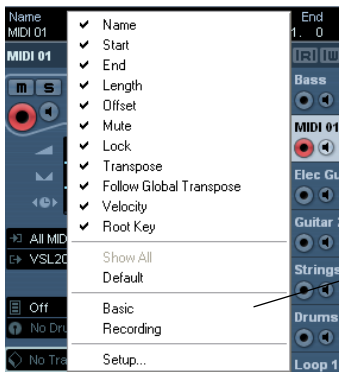 Name
MIDI 01
MIDI 01
m S
All MID
VSL20
Off
No Dru
No Tra
Name
Start
End
Length
Offset
Mute
Lock
Transpose
Follow Global Transpose
Velocity
Root Key
Show All
Default
Basic
Recording
Setup...
End
1. 0
R W
Bass
MIDI 01
Elec Gu
Guitar
Strings
Drums
Loop 1